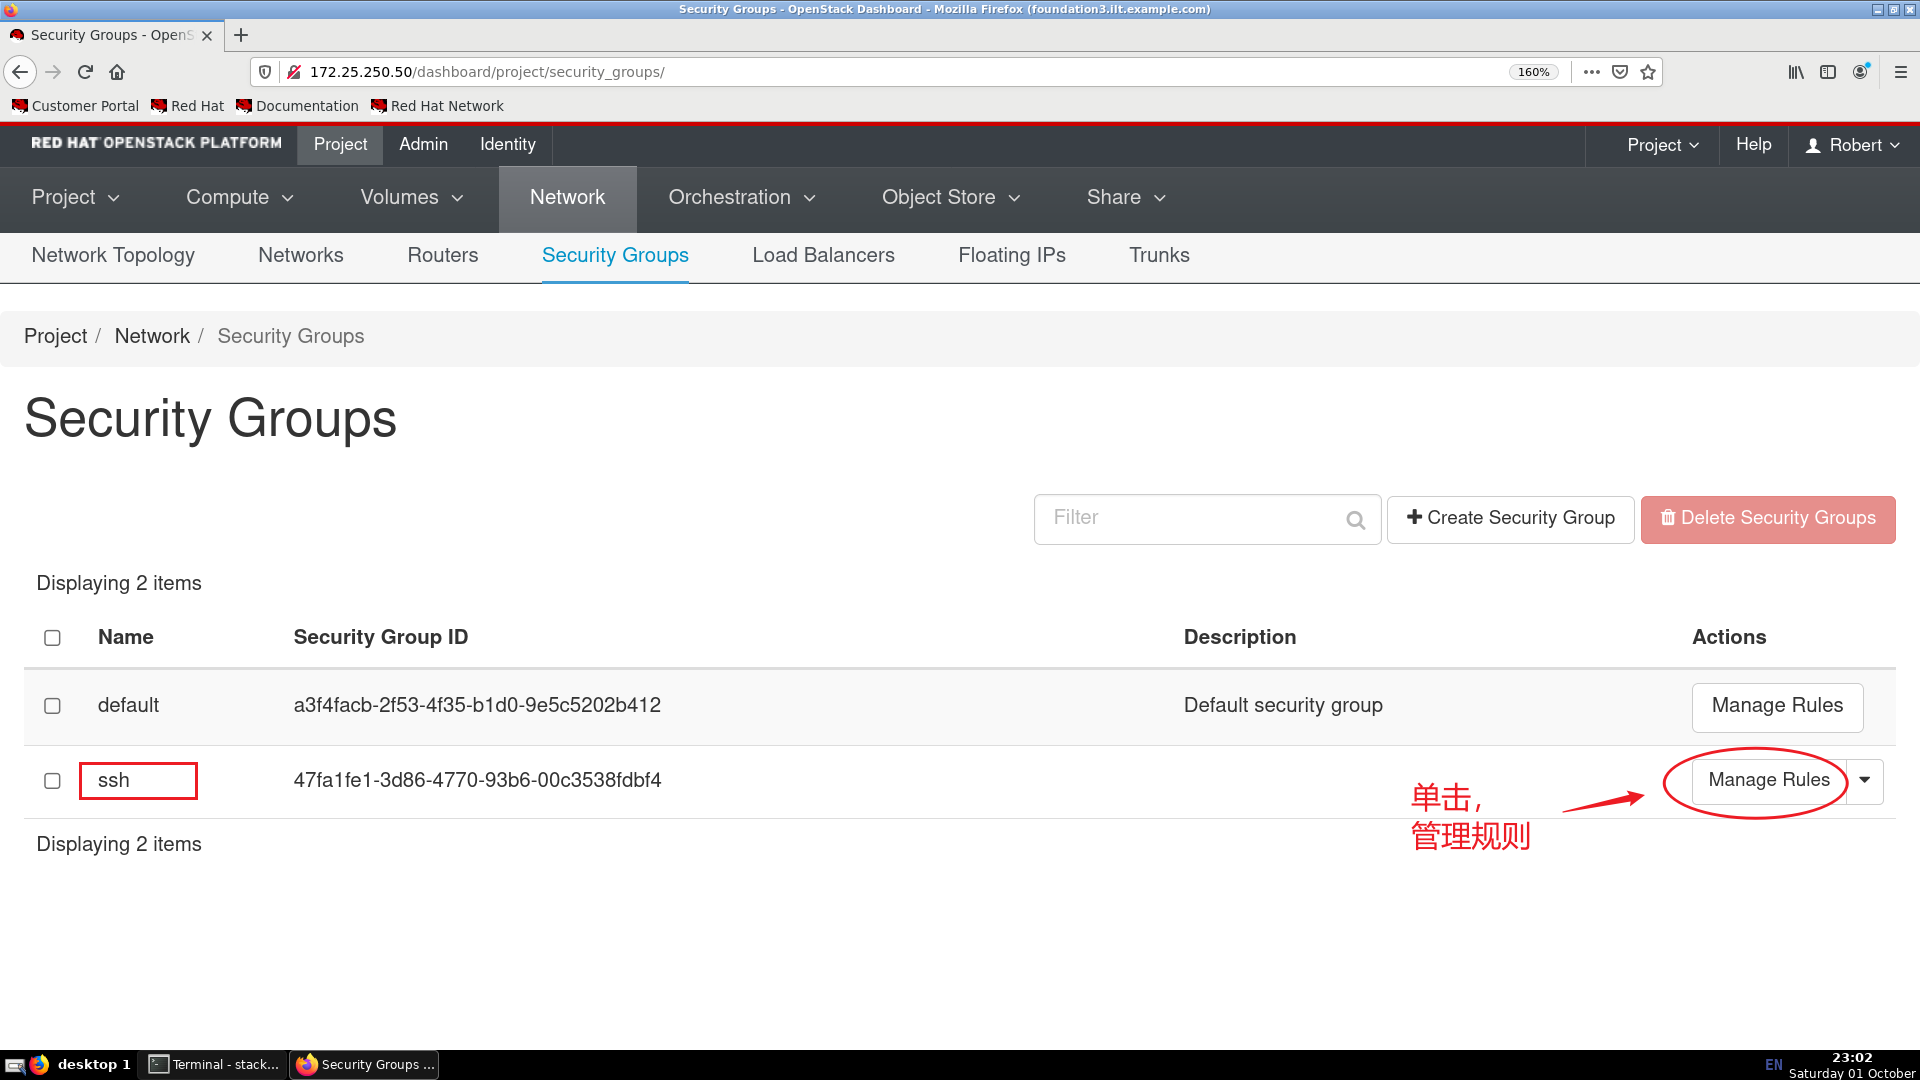 Security Groups - OpenStack Dashboard - Mozilla Firefox (foundation3.ilt.example.com)
Security Groups - OpenS
172.25.250.50/dashboard/project/security_groups/
160%
Customer Portal Red Hat Documentation Red Hat Network
RED HAT OPENSTACK PLATFORM Project Admin Identity Project Help Robert
Project Compute Volumes Network Orchestration Object Store Share
Network Topology Networks Routers Security Groups Load Balancers Floating IPs Trunks
Project / Network / Security Groups
Security Groups
Filter Create Security Group Delete Security Groups
Displaying 2 items
Name Security Group ID Description Actions
default a3f4facb-2f53-4f35-b1d0-9e5c5202b412 Default security group Manage Rules
ssh 47fa1fe1-3d86-4770-93b6-00c3538fdbf4 Manage Rules
单击，
管理规则
Displaying 2 items
desktop 1 Terminal - stack... Security Groups ... EN 23:02
Saturday 01 October